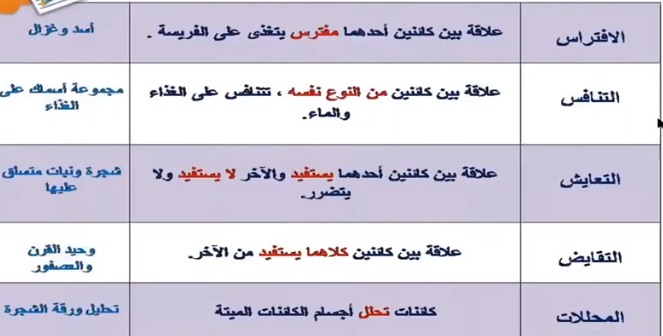 الافتراس
علاقة بين كائنين أحدهما مفترس يتغذى على الفريسة .
أسد وغزال
التنافس
علاقة بين كائنين من النوع نفسه ، تتنافس على الغذاء
والماء.
مجموعة أسماك على
الغذاء
التعايش
علاقة بين كائنين أحدهما يستفيد والآخر لا يستفيد ولا
يتضرر.
شجرة ونبات متسلق
عليها
التقايض
علاقة بين كائنين كلاهما يستفيد من الآخر.
وحيد القرن
والعصفور
المحللات
كائنات تحلل أجسام الكائنات الميتة
تحليل ورقة الشجرة